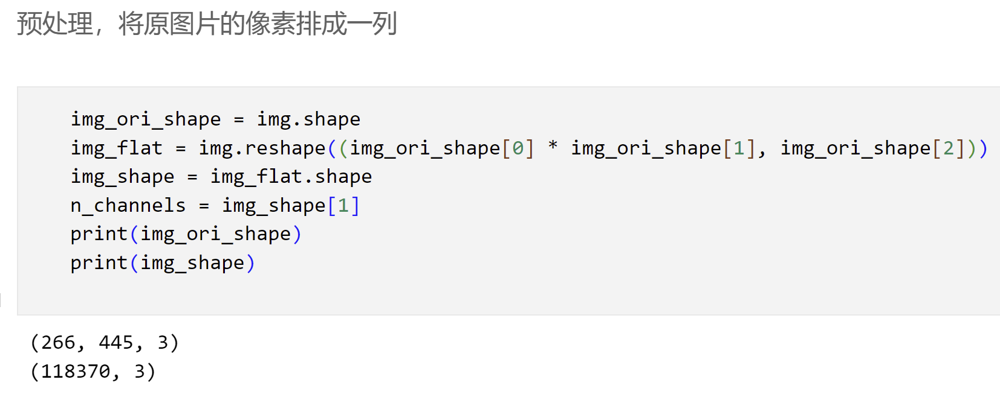 预处理，将原图片的像素排成一列
img_ori_shape = img.shape
img_flat = img.reshape((img_ori_shape[0] * img_ori_shape[1], img_ori_shape[2]))
img_shape = img_flat.shape
n_channels = img_shape[1]
print(img_ori_shape)
print(img_shape)
(266, 445, 3)
(118370, 3)